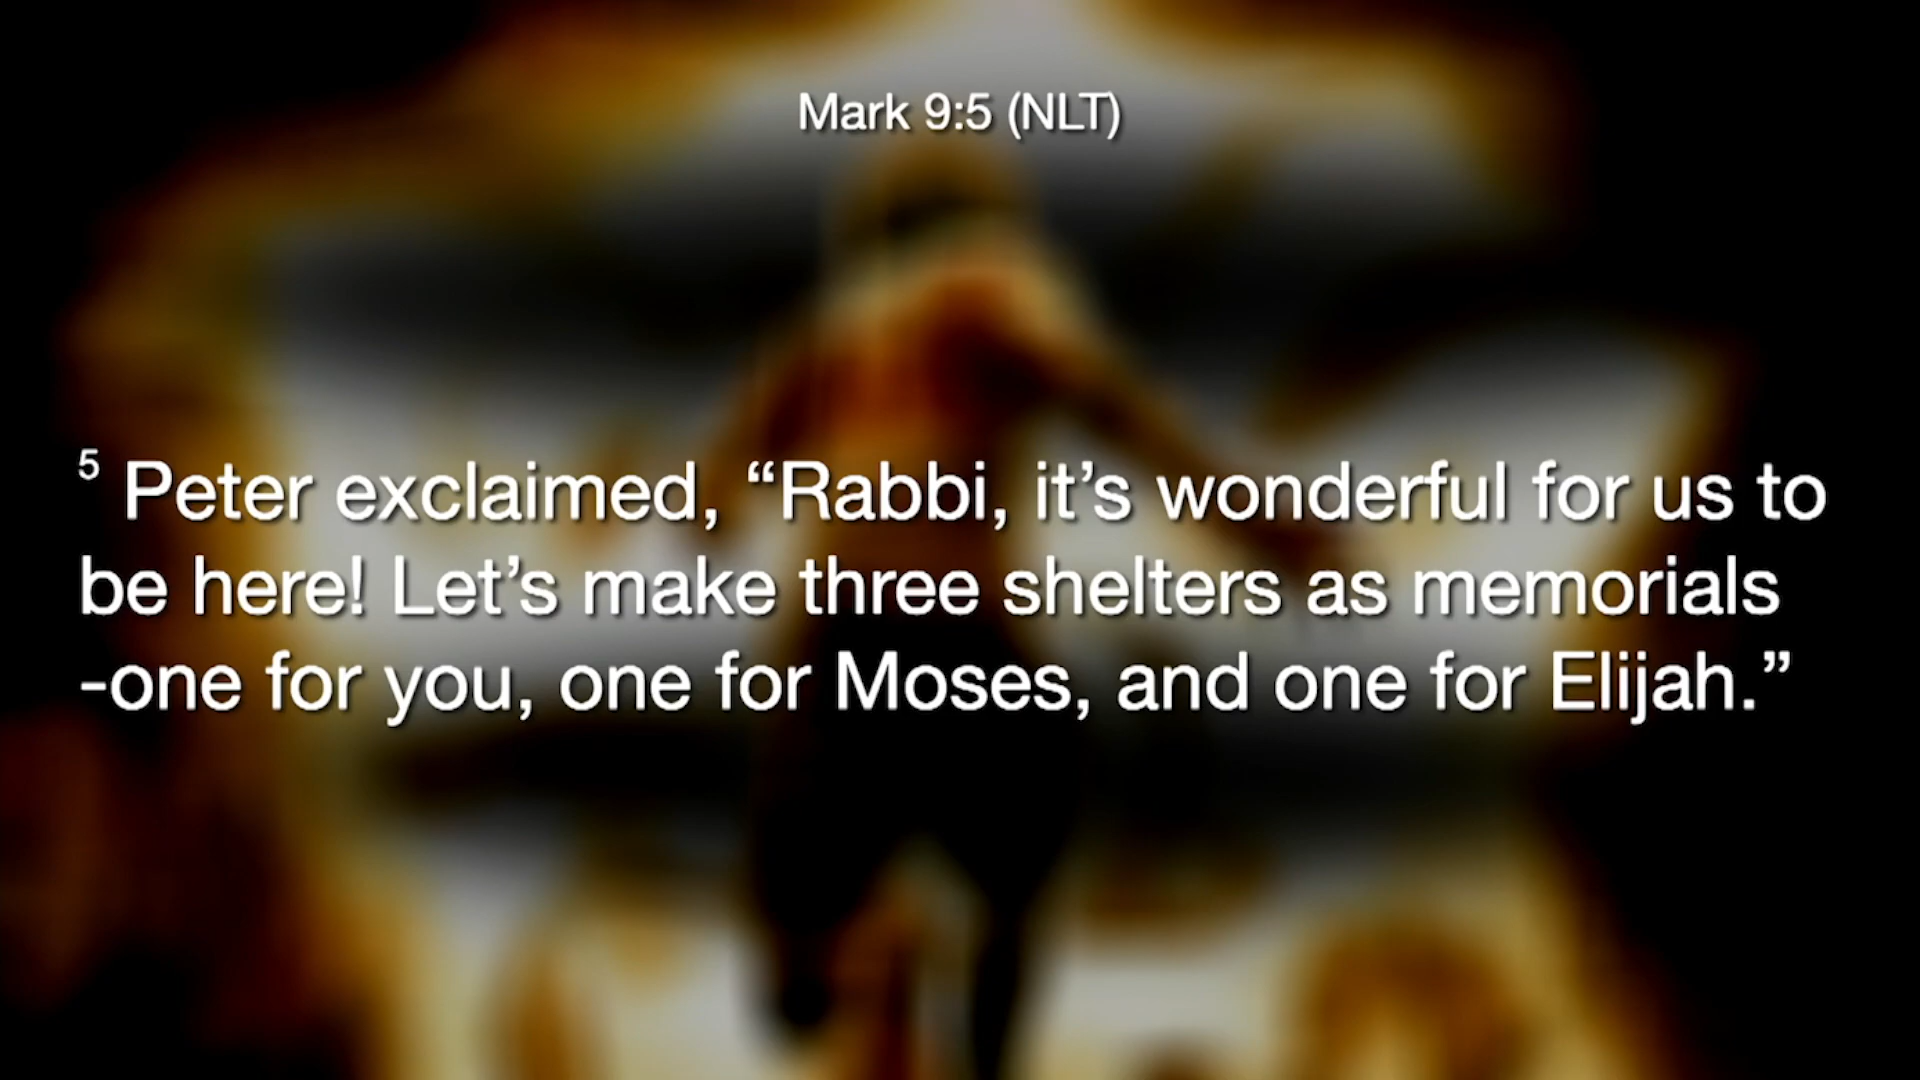 Mark 9:5 (NLT)
5 Peter exclaimed, “Rabbi, it’s wonderful for us to
be here! Let’s make three shelters as memorials
-one for you, one for Moses, and one for Elijah.”